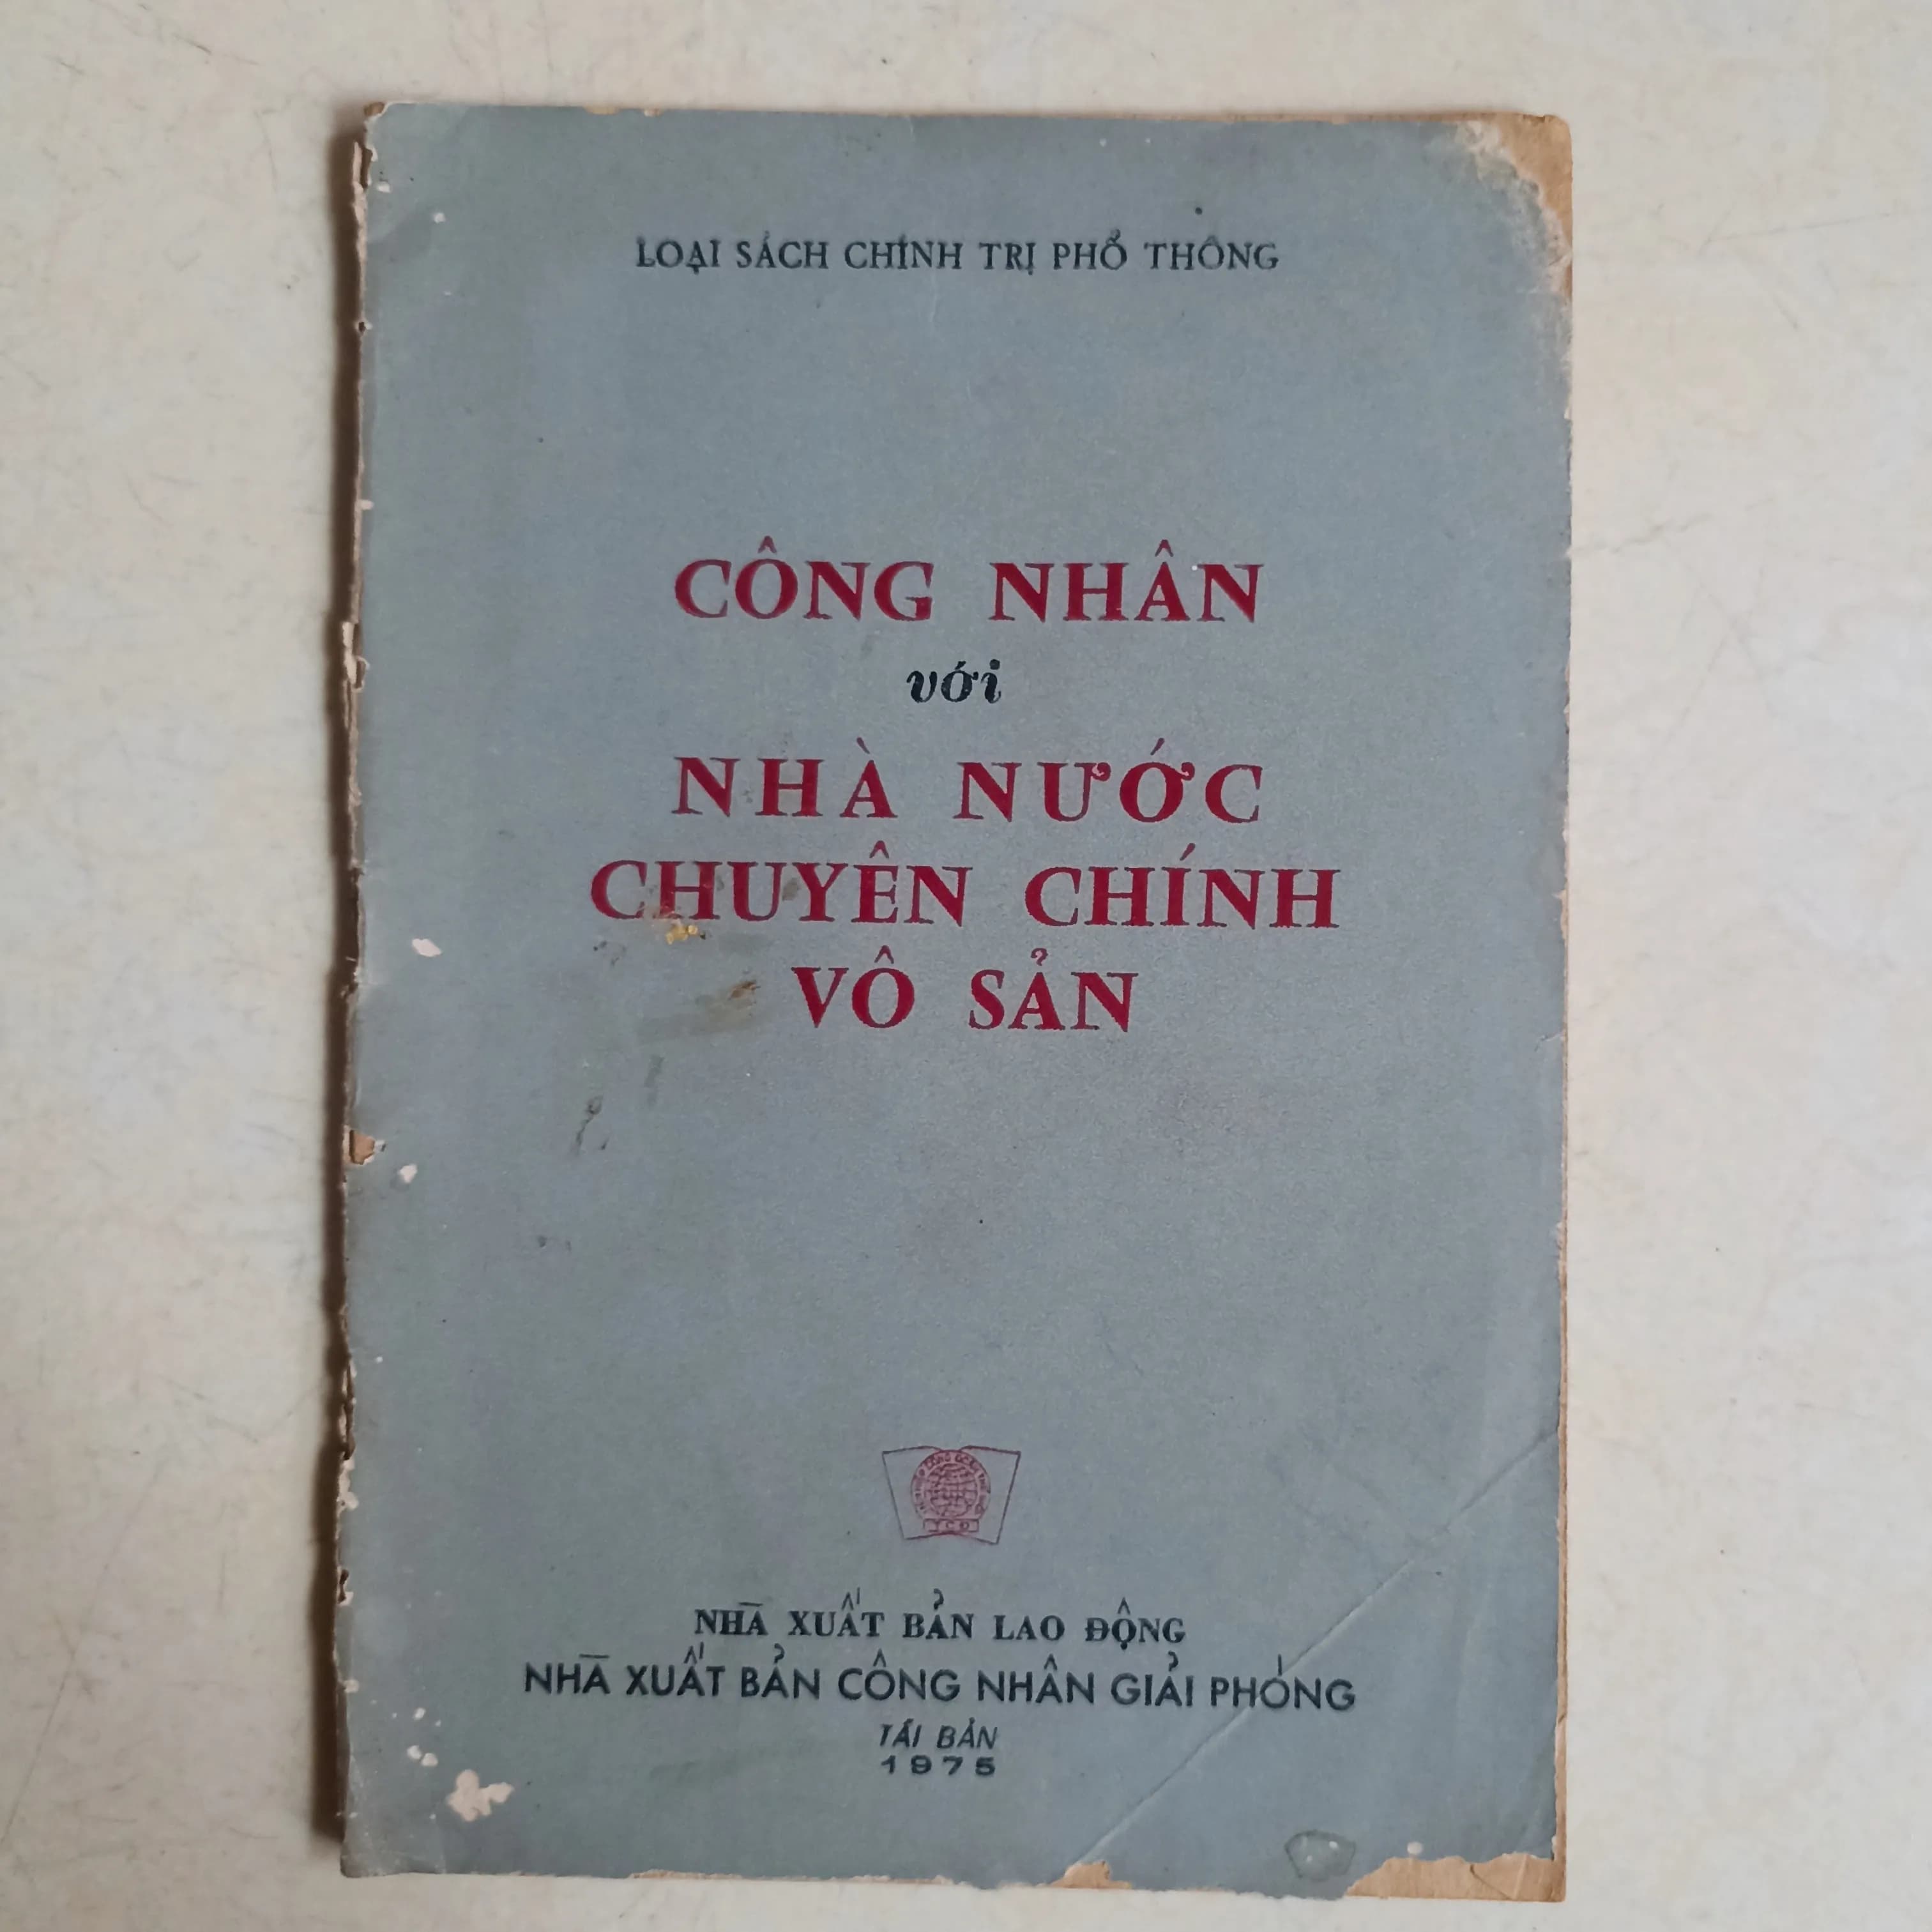 LOẠI SÁCH CHÍNH TRỊ PHỔ THÔNG
CÔNG NHÂN
với
NHÀ NƯỚC
CHUYÊN CHÍNH
VÔ SẢN
NHÀ XUẤT BẢN LAO ĐỘNG
NHÀ XUẤT BẢN CÔNG NHÂN GIẢI PHÓNG
TÁI BẢN
1975